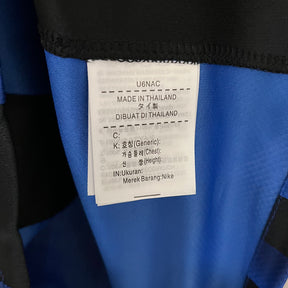 U6NAC
MADE IN THAILAND
タイ製
DIBUAT DI THAILAND
C:
K: 호칭(Generic):
가슴둘레(Chest):
신 장(Height):
IN:Ukuran:
Merek Barang:Nike